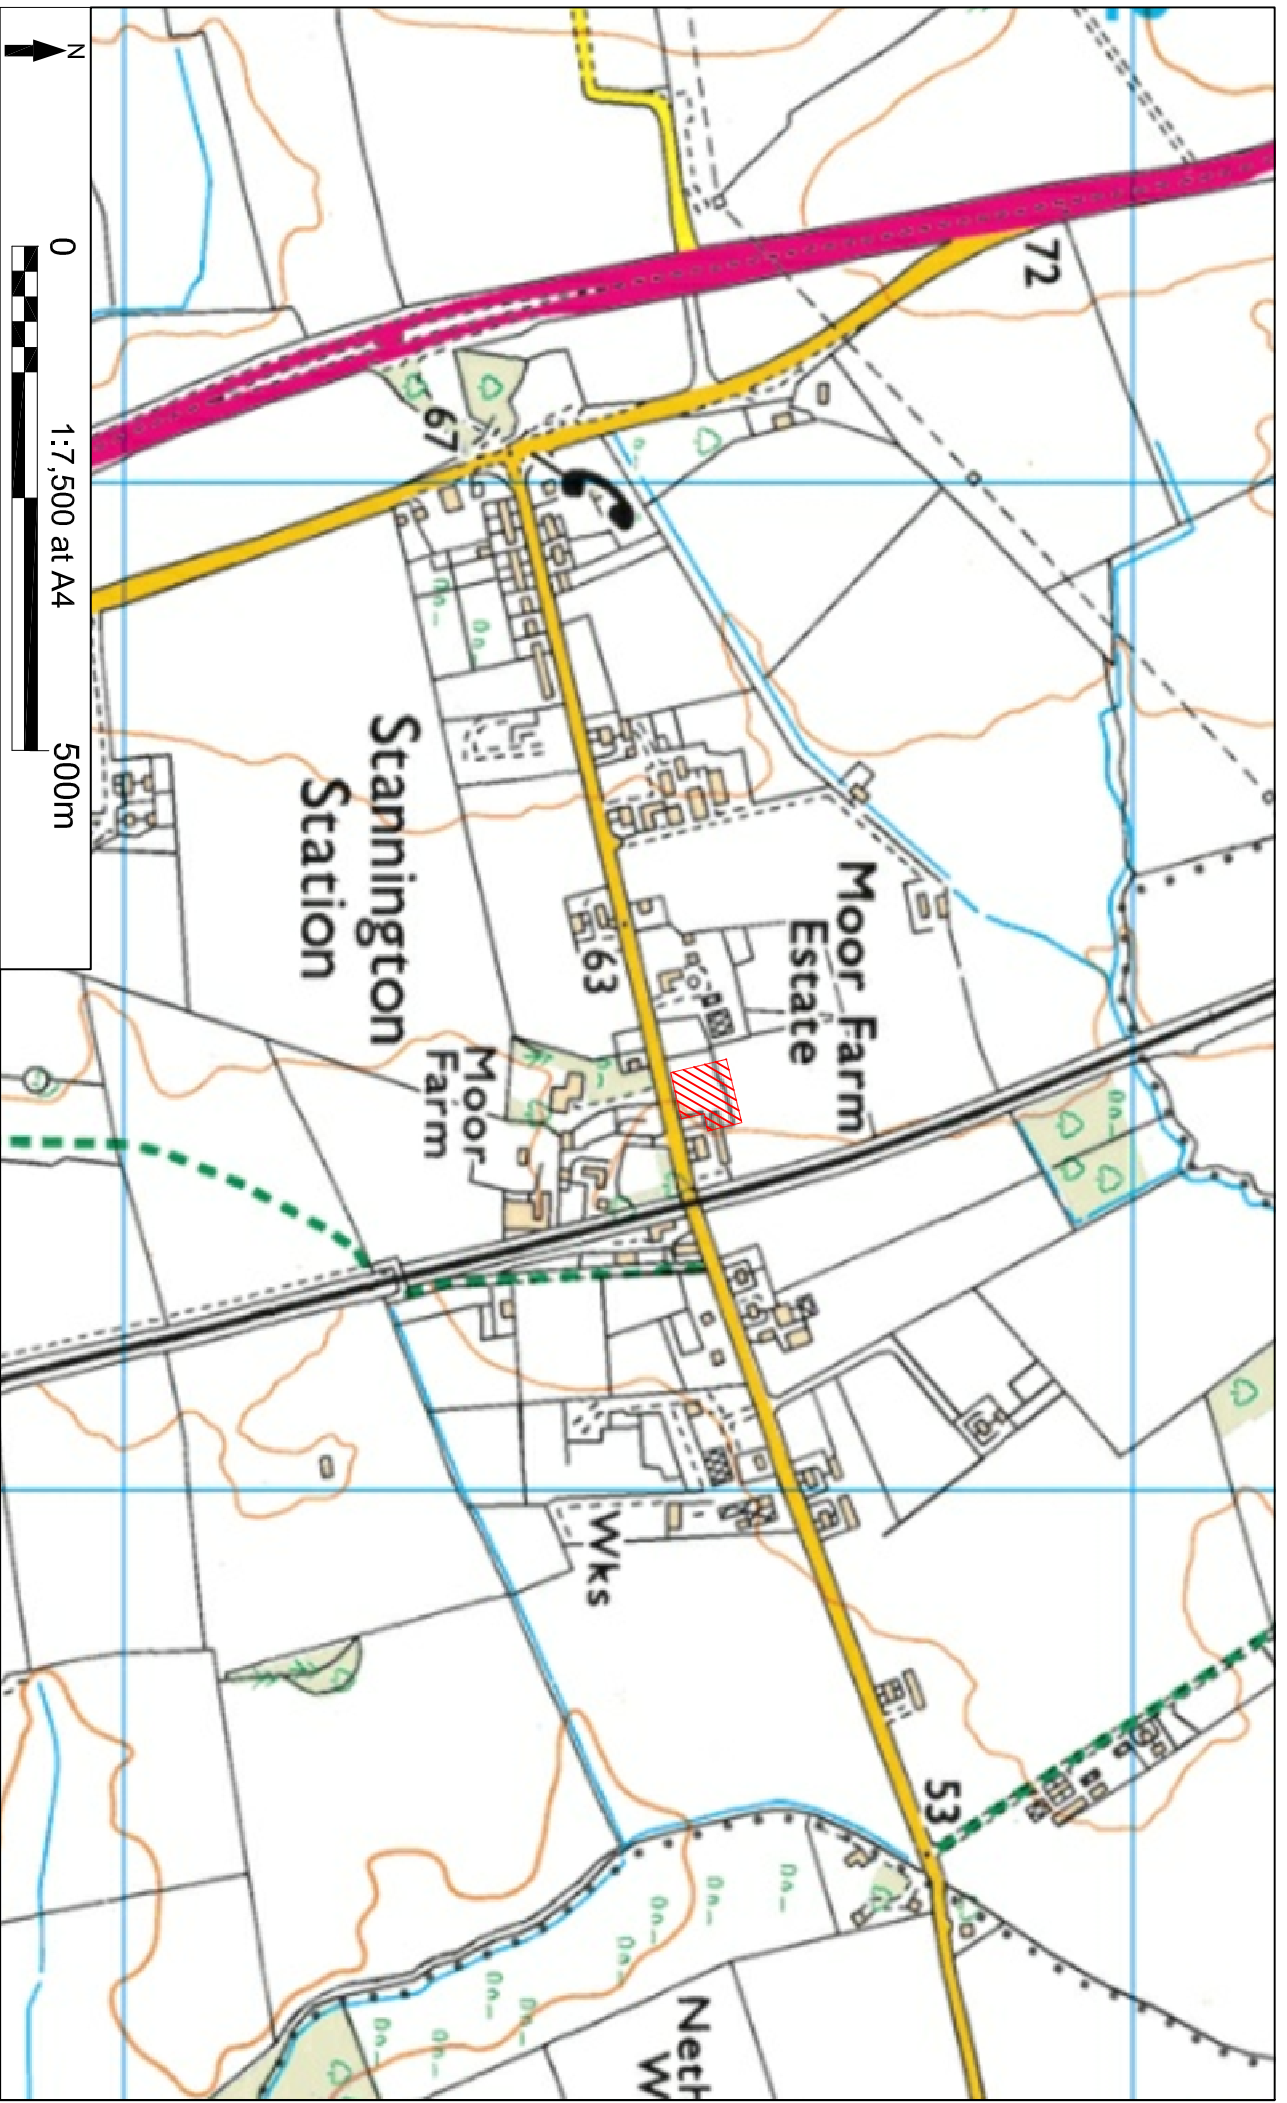 72
67
Stannington
Station
Moor Farm
Estate
63
Moor
Farm
Wks
53
Neth
W
N
0
1:7,500 at A4
500m